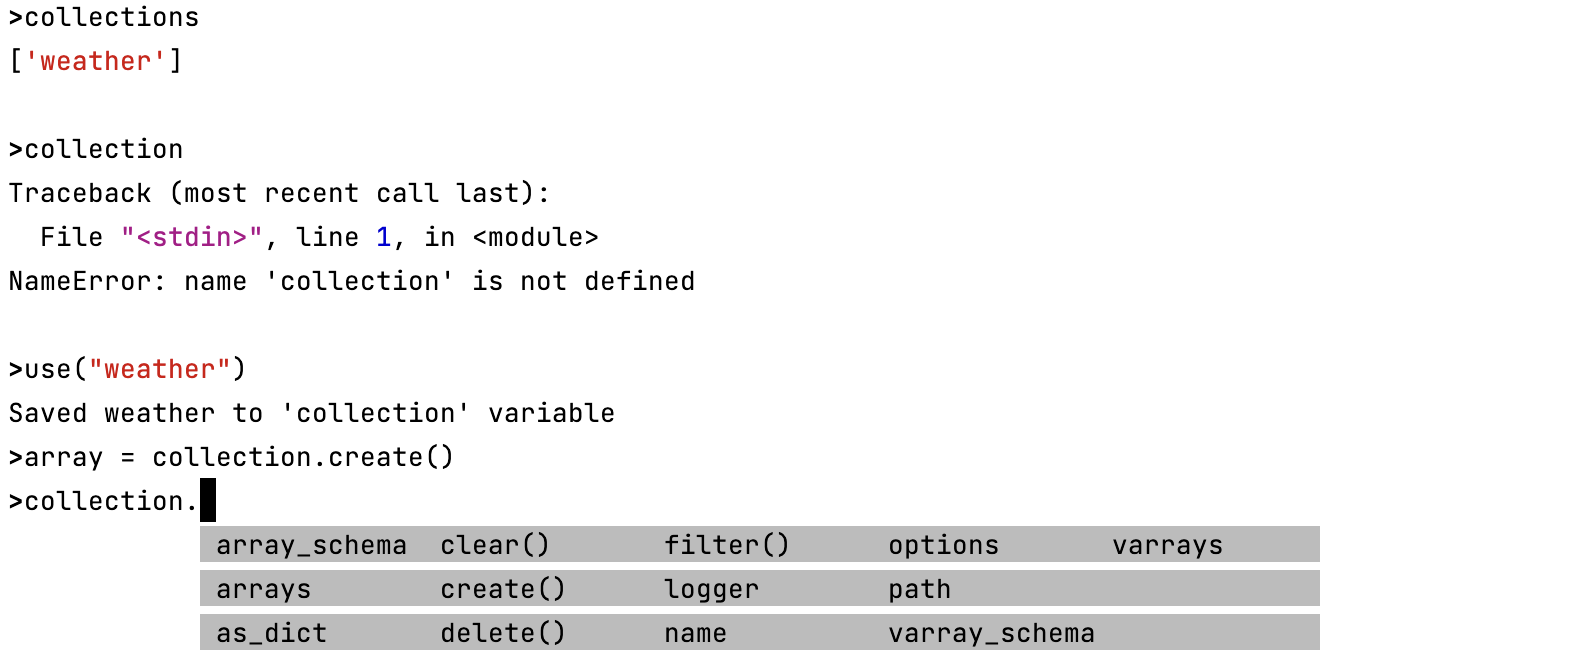 >collections
['weather']
>collection
Traceback (most recent call last):
  File "<stdin>", line 1, in <module>
NameError: name 'collection' is not defined
>use("weather")
Saved weather to 'collection' variable
>array = collection.create()
>collection.
array_schema  clear()  filter()  options  varrays
arrays  create()  logger  path
as_dict  delete()  name  varray_schema